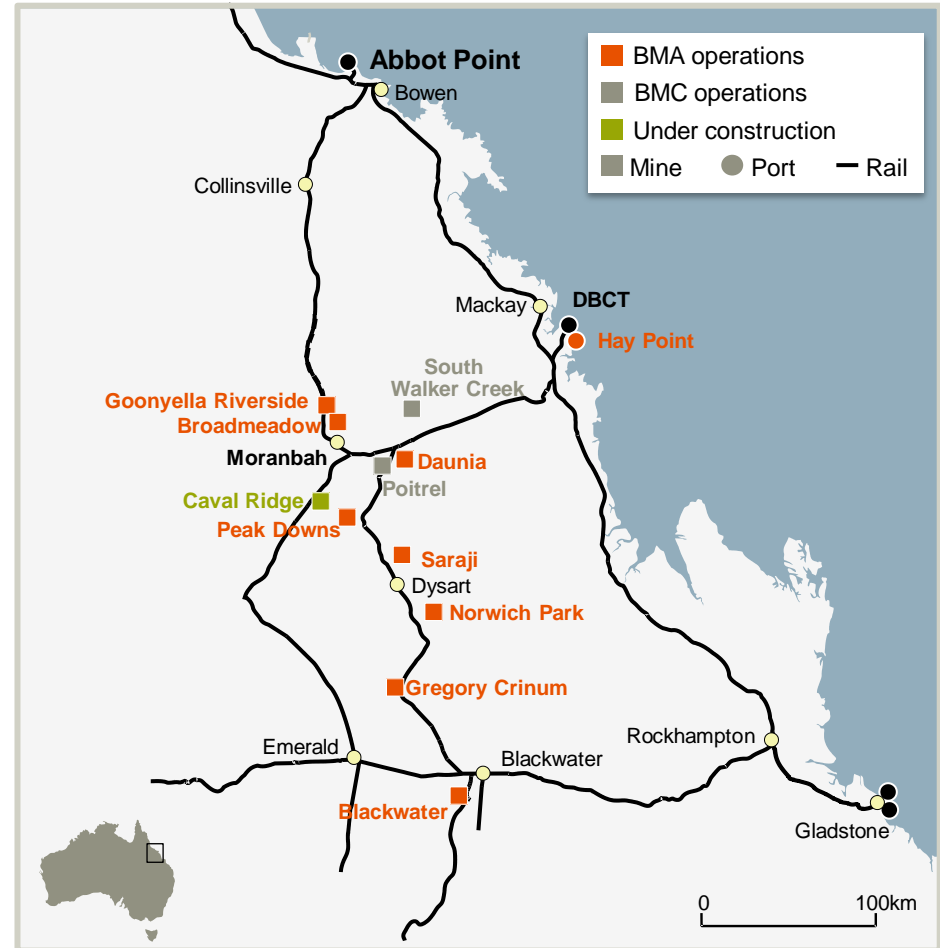 Abbot Point
BMA operations
BMC operations
Under construction
Mine Port Rail
Bowen
Collinsville
Mackay
DBCT
Hay Point
South
Walker Creek
Goonyella Riverside
Broadmeadow
Moranbah
Daunia
Poitrel
Caval Ridge
Peak Downs
Saraji
Dysart
Norwich Park
Gregory Crinum
Rockhampton
Emerald
Blackwater
Blackwater
Gladstone
0 100km